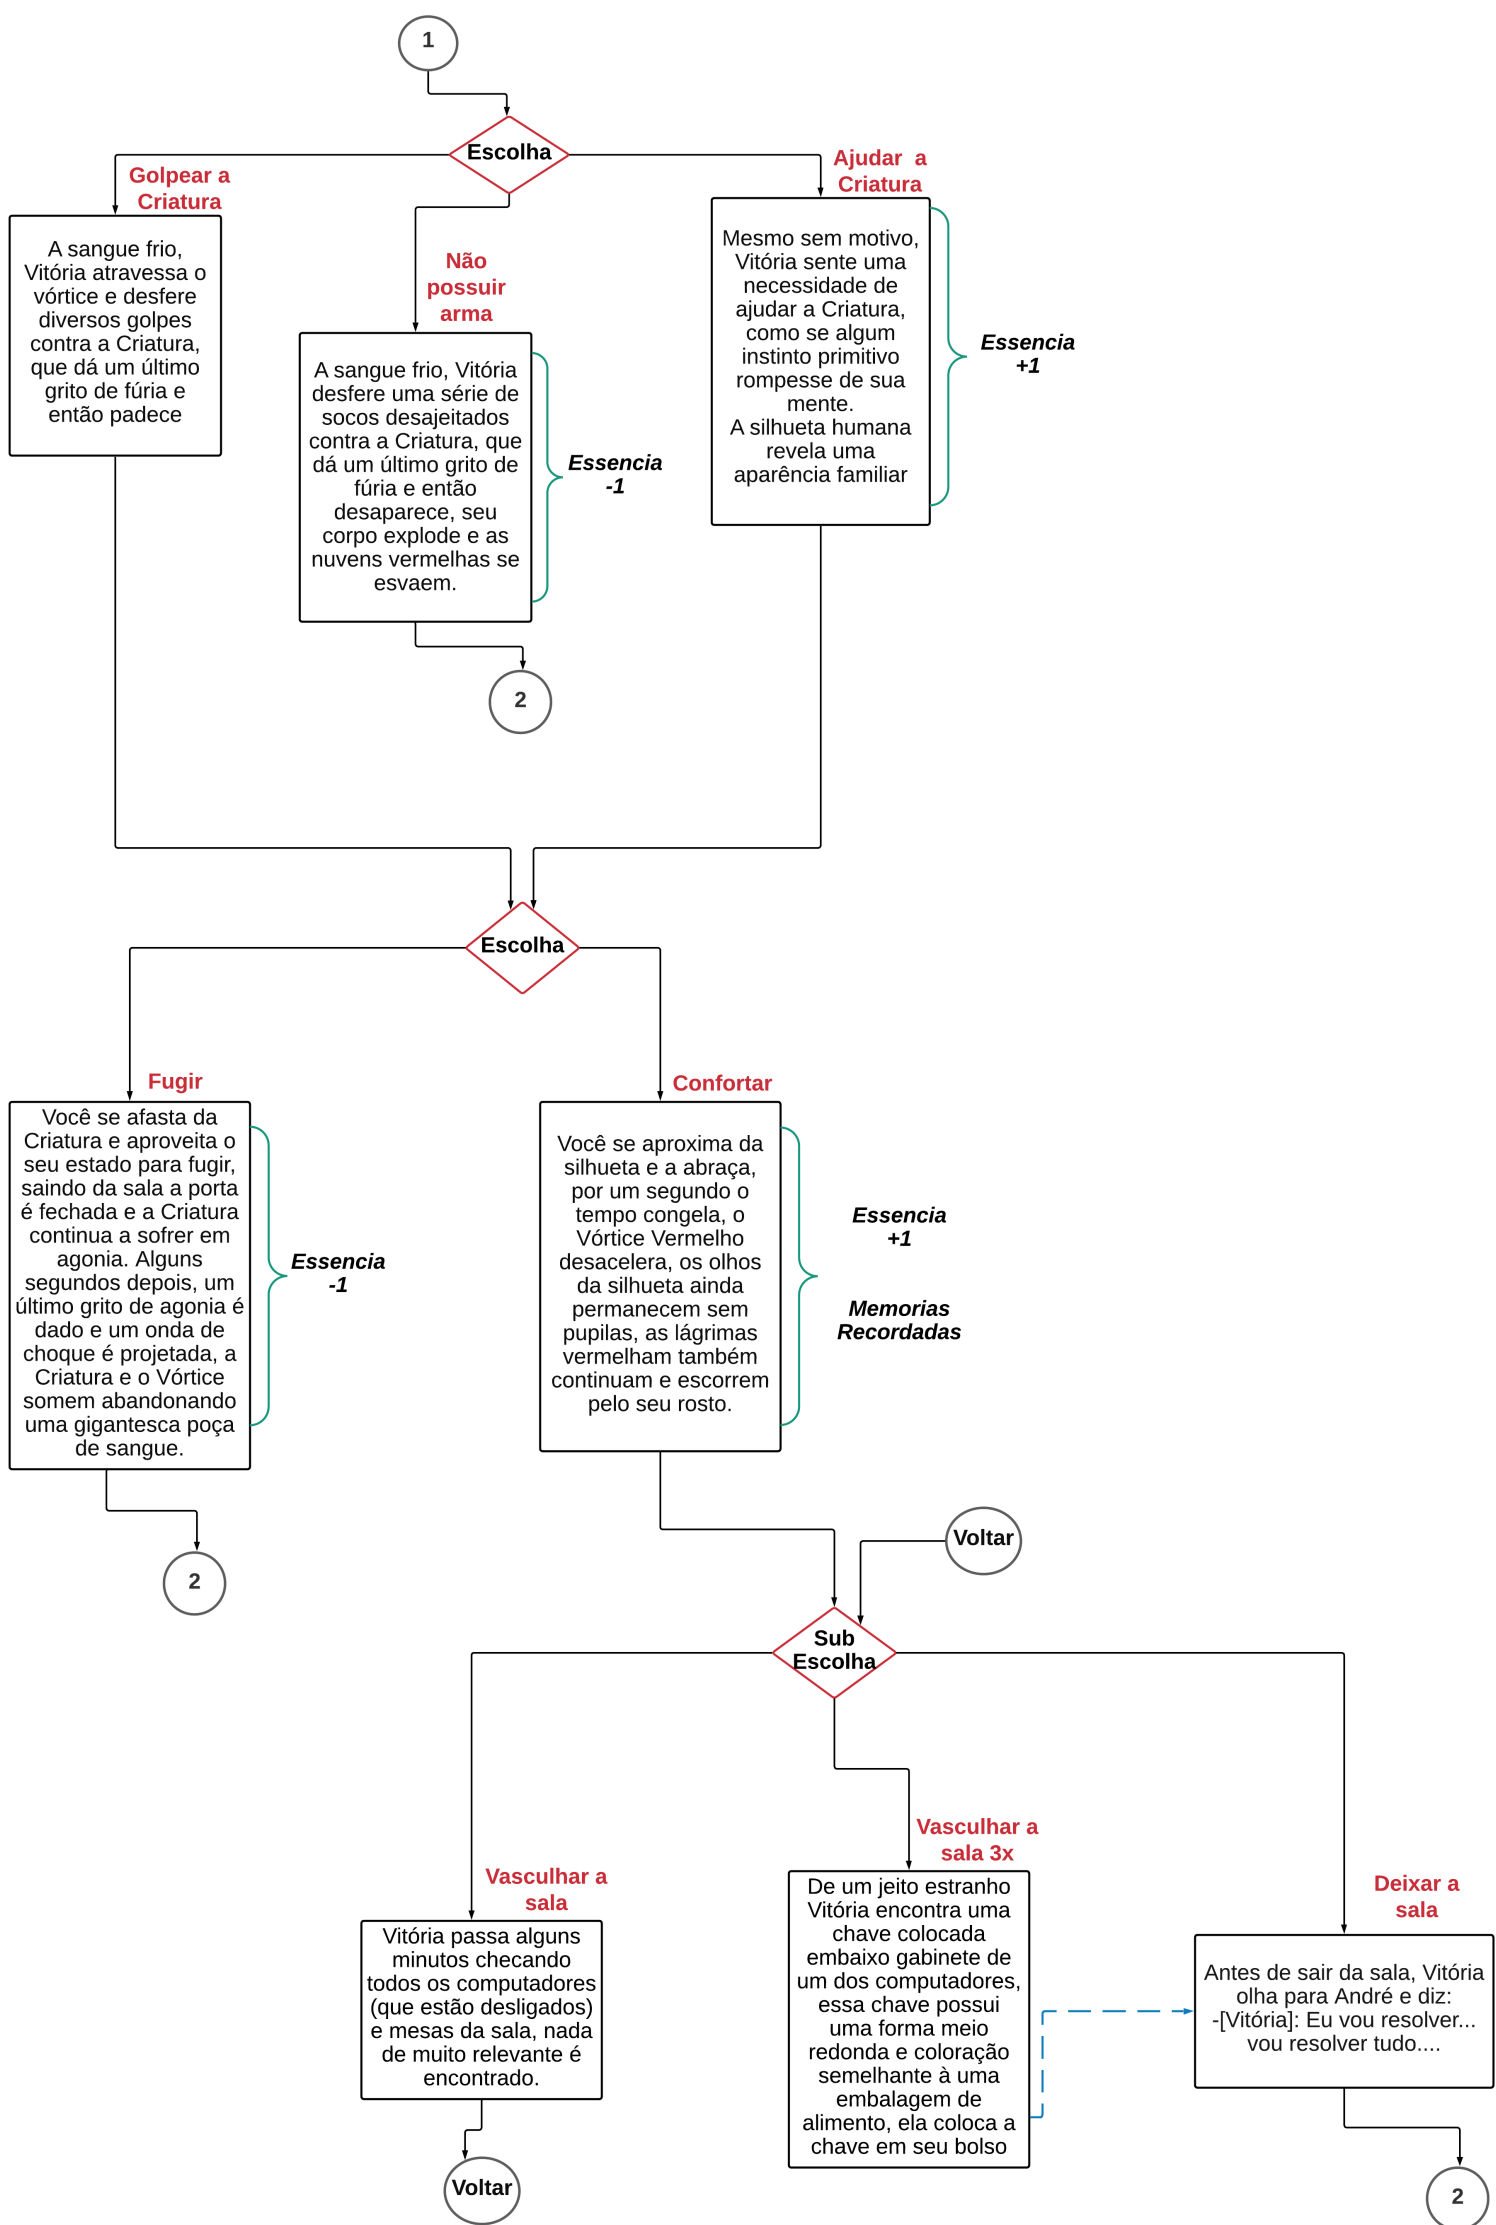 1
Escolha
Golpear a
Criatura
A sangue frio,
Vitória atravessa o
vórtice e desfere
diversos golpes
contra a Criatura,
que dá um último
grito de fúria e
então padece
Não
possuir
arma
A sangue frio, Vitória
desfere uma série de
socos desajeitados
contra a Criatura, que
dá um último grito de
fúria e então
desaparece, seu
corpo explode e as
nuvens vermelhas se
esvaem.
Essencia
-1
2
Ajudar a
Criatura
Mesmo sem motivo,
Vitória sente uma
necessidade de
ajudar a Criatura,
como se algum
instinto primitivo
rompesse de sua
mente.
A silhueta humana
revela uma
aparência familiar
Essencia
+1
Escolha
Fugir
Você se afasta da
Criatura e aproveita o
seu estado para fugir,
saindo da sala a porta
é fechada e a Criatura
continua a sofrer em
agonia. Alguns
segundos depois, um
último grito de agonia é
dado e um onda de
choque é projetada, a
Criatura e o Vórtice
somem abandonando
uma gigantesca poça
de sangue.
Essencia
-1
2
Confortar
Você se aproxima da
silhueta e a abraça,
por um segundo o
tempo congela, o
Vórtice Vermelho
desacelera, os olhos
da silhueta ainda
permanecem sem
pupilas, as lágrimas
vermelham também
continuam e escorrem
pelo seu rosto.
Essencia
+1
Memorias
Recordadas
Voltar
Sub
Escolha
Vasculhar a
sala
Vitória passa alguns
minutos checando
todos os computadores
(que estão desligados)
e mesas da sala, nada
de muito relevante é
encontrado.
Voltar
Vasculhar a
sala 3x
De um jeito estranho
Vitória encontra uma
chave colocada
embaixo gabinete de
um dos computadores,
essa chave possui
uma forma meio
redonda e coloração
semelhante à uma
embalagem de
alimento, ela coloca a
chave em seu bolso
Deixar a
sala
Antes de sair da sala, Vitória
olha para André e diz:
-[Vitória]: Eu vou resolver...
vou resolver tudo....
2